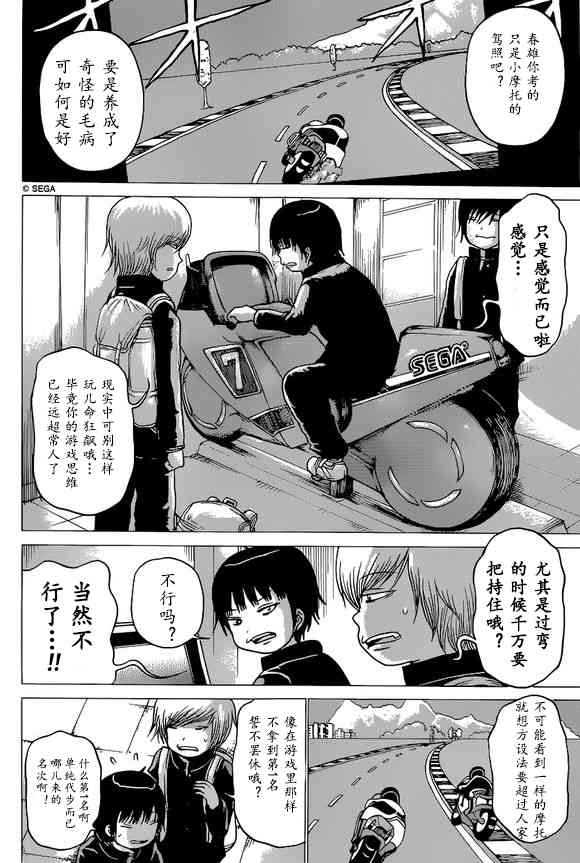 春雄你考的
只是小摩托的
驾照吧？
要是养成了
奇怪的毛病
可如何是好
© SEGA
只是感觉而已啦
感觉…
7
SEGA
现实中可别这样
玩儿命狂飙哦…
毕竟你的游戏思维
已经远超常人了
尤其是过弯
的时候千万要
把持住哦？
不行吗？
当然不
行了…!!
不可能看到一样的摩托
就想方设法要超过人家
像在游戏里那样
不拿到第1名
誓不罢休哦？
什么第1名啊
单纯代步而已
哪儿来的
名次啊！